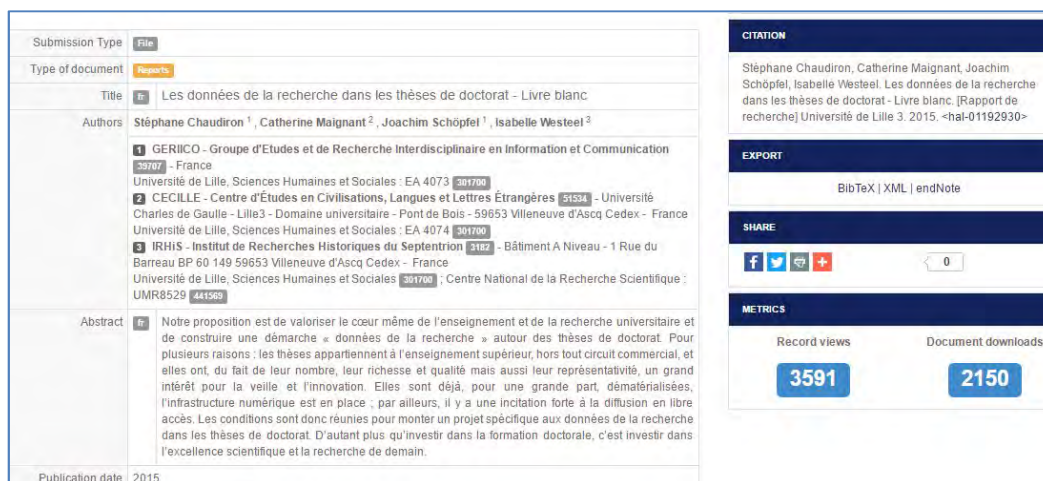 Submission Type File
Type of document Reports
Title fr Les données de la recherche dans les thèses de doctorat - Livre blanc
Authors Stéphane Chaudiron 1 , Catherine Maignant 2 , Joachim Schöpfel 1 , Isabelle Westeel 3
1 GERIICO - Groupe d'Etudes et de Recherche Interdisciplinaire en Information et Communication
39707 - France
Université de Lille, Sciences Humaines et Sociales : EA 4073 301700
2 CECILLE - Centre d'Études en Civilisations, Langues et Lettres Étrangères 51534 - Université
Charles de Gaulle - Lille3 - Domaine universitaire - Pont de Bois - 59653 Villeneuve d'Ascq Cedex - France
Université de Lille, Sciences Humaines et Sociales : EA 4074 301700
3 IRHiS - Institut de Recherches Historiques du Septentrion 3182 - Bâtiment A Niveau - 1 Rue du
Barreau BP 60 149 59653 Villeneuve d'Ascq Cedex - France
Université de Lille, Sciences Humaines et Sociales 301700 ; Centre National de la Recherche Scientifique :
UMR8529 441569
Abstract fr Notre proposition est de valoriser le cœur même de l'enseignement et de la recherche universitaire et
de construire une démarche « données de la recherche » autour des thèses de doctorat. Pour
plusieurs raisons : les thèses appartiennent à l'enseignement supérieur, hors tout circuit commercial, et
elles ont, du fait de leur nombre, leur richesse et qualité mais aussi leur représentativité, un grand
intérêt pour la veille et l'innovation. Elles sont déjà, pour une grande part, dématérialisées,
l'infrastructure numérique est en place ; par ailleurs, il y a une incitation forte à la diffusion en libre
accès. Les conditions sont donc réunies pour monter un projet spécifique aux données de la recherche
dans les thèses de doctorat. D'autant plus qu'investir dans la formation doctorale, c'est investir dans
l'excellence scientifique et la recherche de demain.
Publication date 2015
CITATION
Stéphane Chaudiron, Catherine Maignant, Joachim
Schöpfel, Isabelle Westeel. Les données de la recherche
dans les thèses de doctorat - Livre blanc. [Rapport de
recherche] Université de Lille 3. 2015. <hal-01192930>
EXPORT
BibTeX | XML | endNote
SHARE
0
METRICS
Record views Document downloads
3591 2150